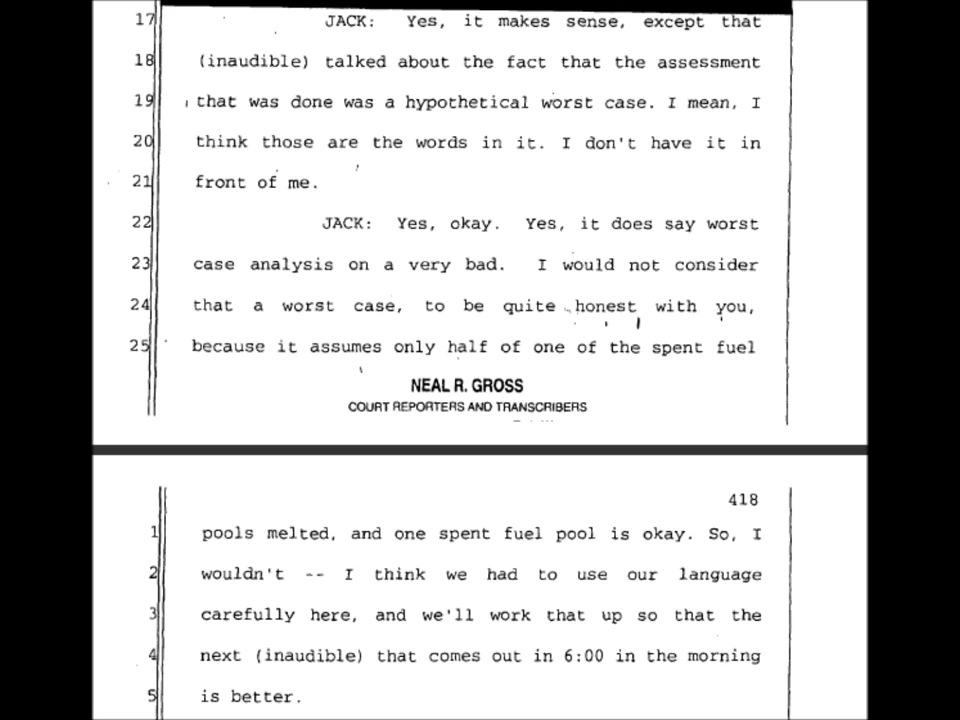 17 JACK: Yes, it makes sense, except that
18 (inaudible) talked about the fact that the assessment
19 that was done was a hypothetical worst case. I mean, I
20 think those are the words in it. I don't have it in
21 front of me.
22 JACK: Yes, okay. Yes, it does say worst
23 case analysis on a very bad. I would not consider
24 that a worst case, to be quite honest with you,
25 because it assumes only half of one of the spent fuel
NEAL R. GROSS
COURT REPORTERS AND TRANSCRIBERS
418
1 pools melted, and one spent fuel pool is okay. So, I
2 wouldn't -- I think we had to use our language
3 carefully here, and we'll work that up so that the
4 next (inaudible) that comes out in 6:00 in the morning
5 is better.